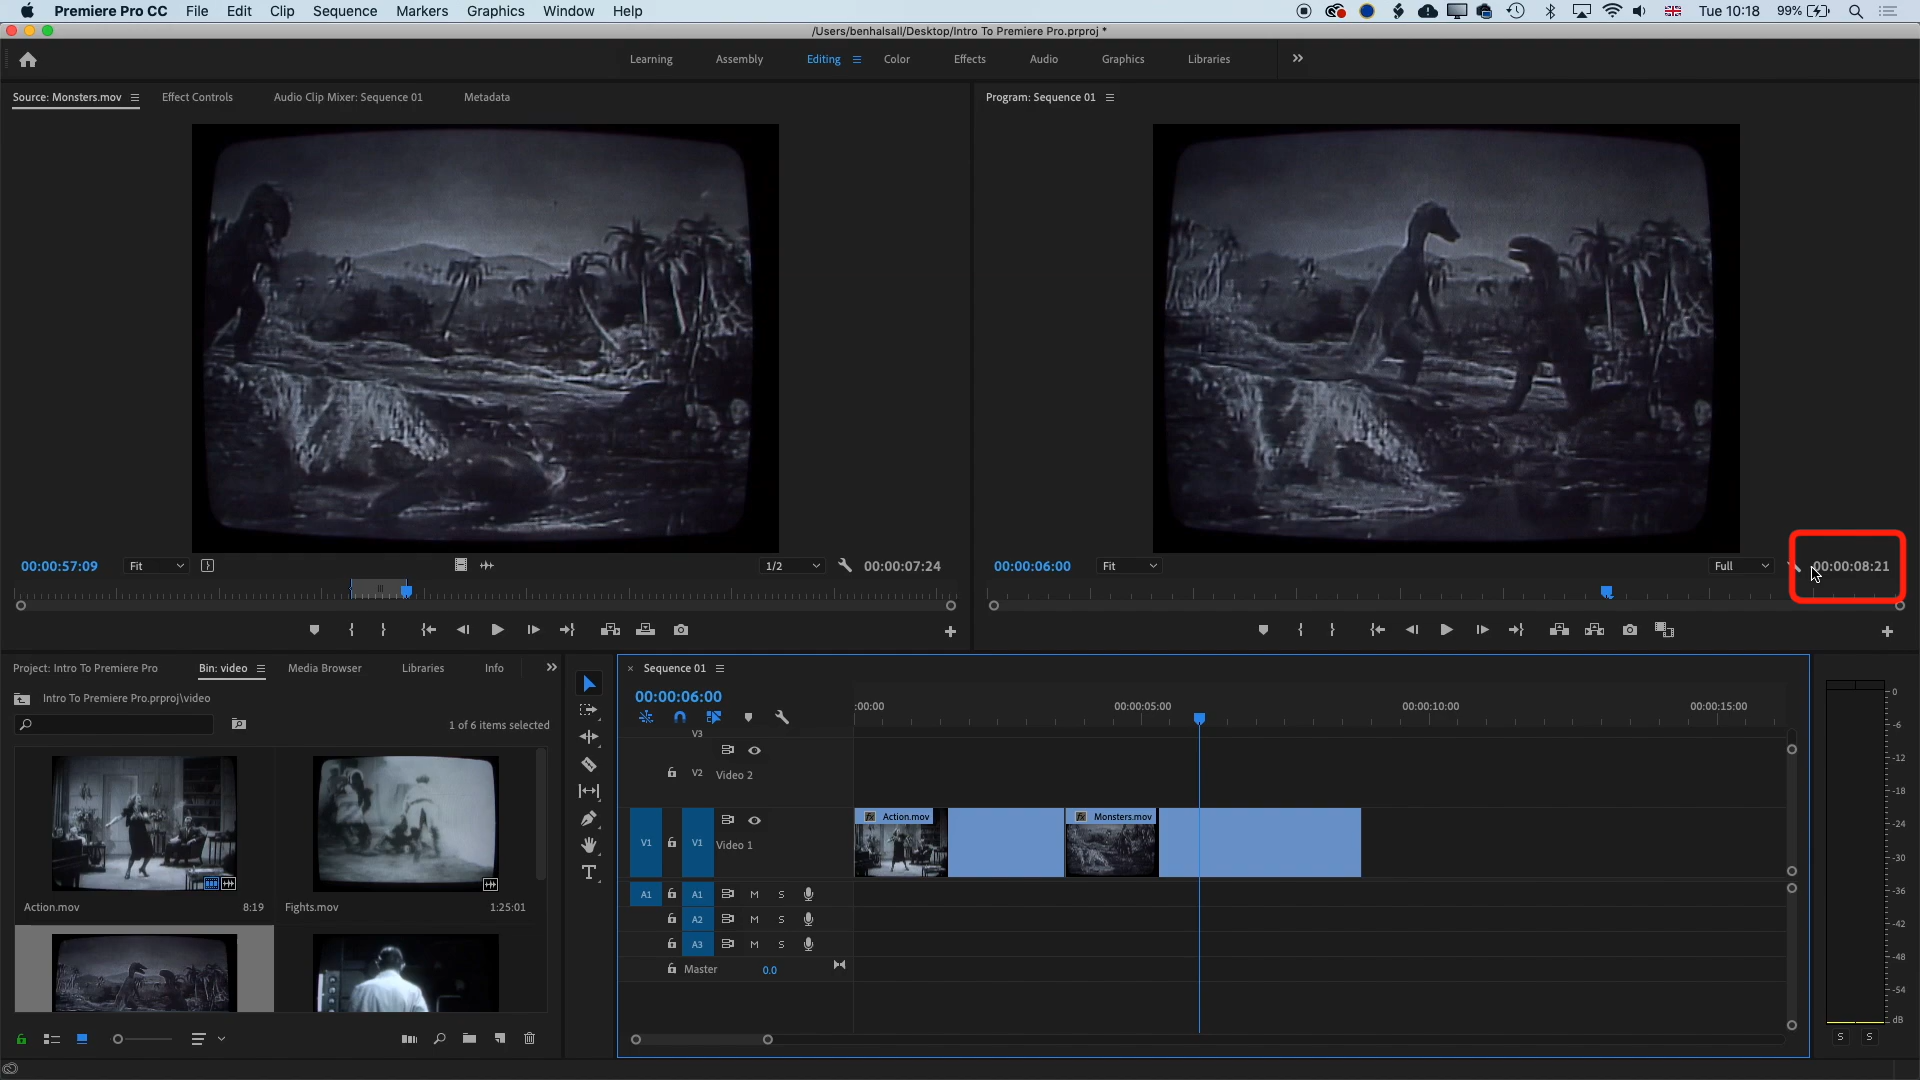 Premiere Pro CC File Edit Clip Sequence Markers Graphics Window Help Tue 10:18 99%
/Users/benhalsall/Desktop/Intro To Premiere Pro.prproj *
Learning Assembly Editing Color Effects Audio Graphics Libraries
Source: Monsters.mov Effect Controls Audio Clip Mixer: Sequence 01 Metadata
Program: Sequence 01
00:00:57:09 Fit 1/2 00:00:07:24
00:00:06:00 Fit Full 00:00:08:21
Project: Intro To Premiere Pro Bin: video Media Browser Libraries Info
Intro To Premiere Pro.prproj\video
1 of 6 items selected
Action.mov 8:19
Fights.mov 1:25:01
× Sequence 01
00:00:06:00
:00:00 00:00:05:00 00:00:10:00 00:00:15:00
V3
V2 Video 2
Action.mov Monsters.mov
V1 V1 Video 1
A1 A1 M S
A2 M S
A3 M S
Master 0.0
T
0
-6
-12
-18
-24
-30
-36
-42
-48
-54
dB
S S